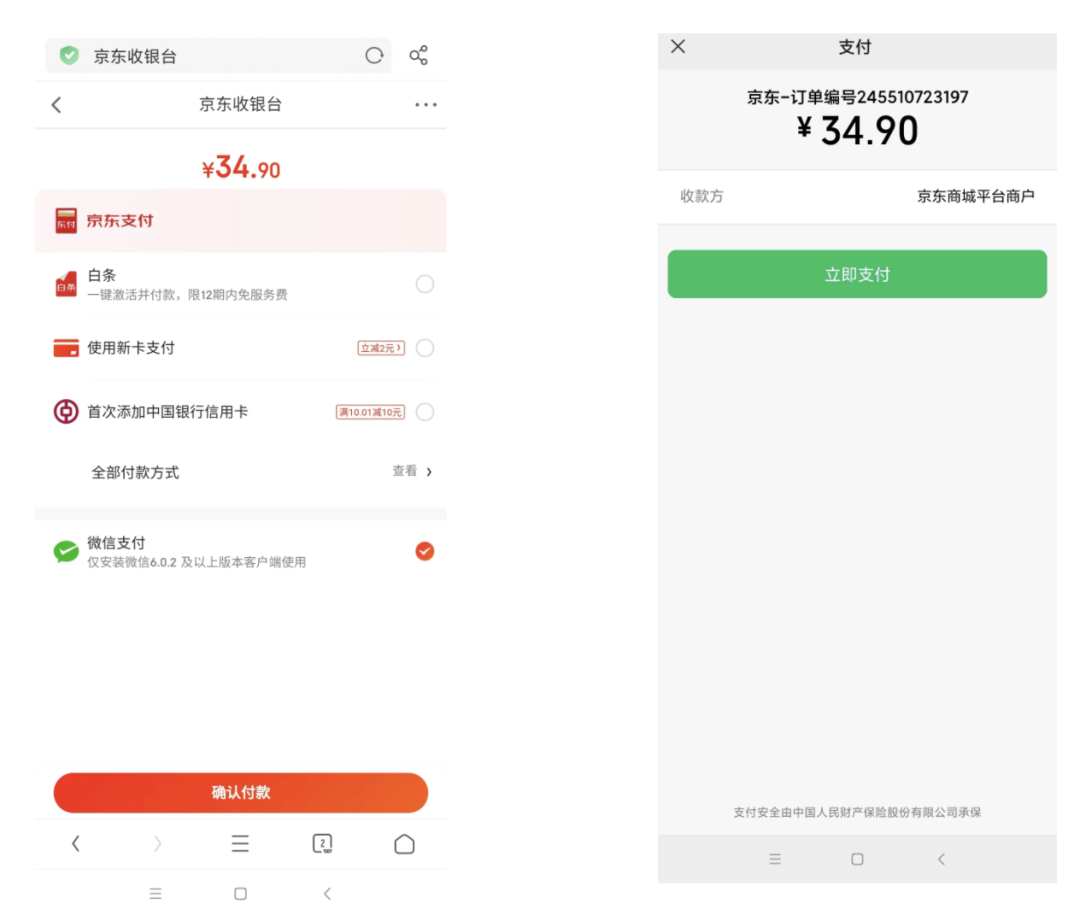 京东收银台
京东收银台
¥34.90
东付 京东支付
白条
白条
一键激活并付款，限12期内免服务费
使用新卡支付 立减2元›
首次添加中国银行信用卡 满10.01减10元
全部付款方式 查看 ›
微信支付
仅安装微信6.0.2 及以上版本客户端使用
确认付款
2
支付
京东-订单编号245510723197
¥ 34.90
收款方 京东商城平台商户
立即支付
支付安全由中国人民财产保险股份有限公司承保